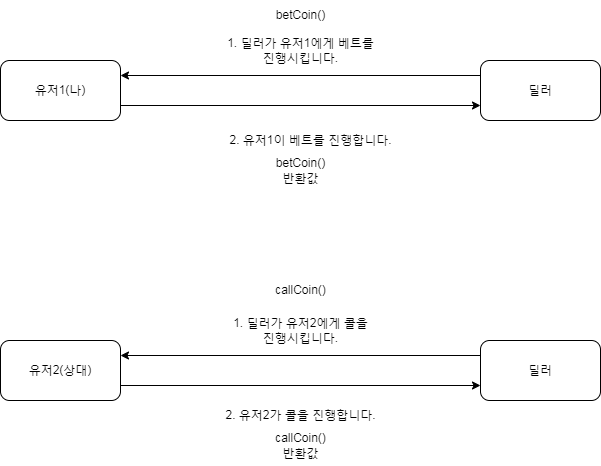 betCoin()
1. 딜러가 유저1에게 베트를
진행시킵니다.
유저1(나)
딜러
2. 유저1이 베트를 진행합니다.
betCoin()
반환값
callCoin()
1. 딜러가 유저2에게 콜을
진행시킵니다.
유저2(상대)
딜러
2. 유저2가 콜을 진행합니다.
callCoin()
반환값